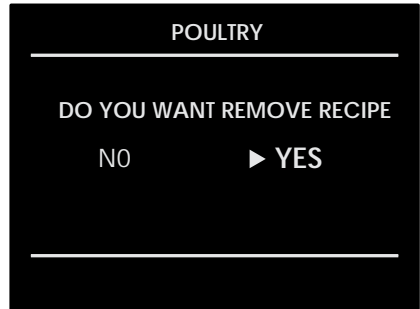 POULTRY
DO YOU WANT REMOVE RECIPE
N0 ▶ YES